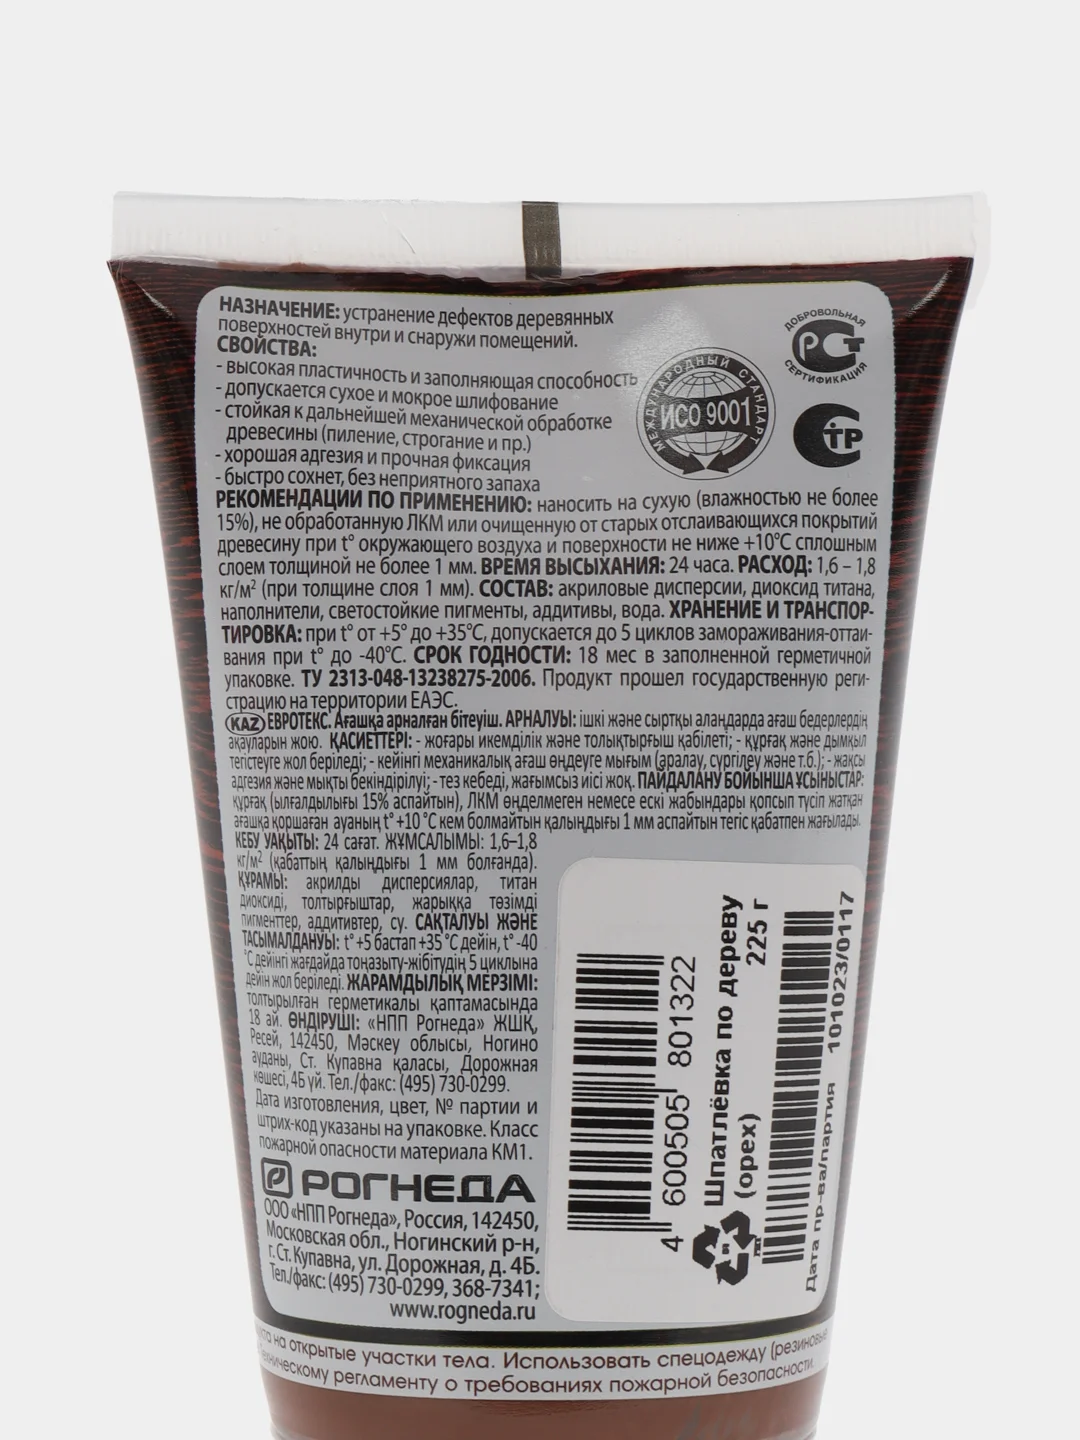 НАЗНАЧЕНИЕ: устранение дефектов деревянных
поверхностей внутри и снаружи помещений.
СВОЙСТВА:
- высокая пластичность и заполняющая способность
- допускается сухое и мокрое шлифование
- стойкая к дальнейшей механической обработке
древесины (пиление, строгание и пр.)
- хорошая адгезия и прочная фиксация
- быстро сохнет, без неприятного запаха
МЕЖДУНАРОДНЫЙ СТАНДАРТ
ИСО 9001
ДОБРОВОЛЬНАЯ
РСТ
СЕРТИФИКАЦИЯ
СТР
РЕКОМЕНДАЦИИ ПО ПРИМЕНЕНИЮ: наносить на сухую (влажностью не более
15%), не обработанную ЛКМ или очищенную от старых отслаивающихся покрытий
древесину при t° окружающего воздуха и поверхности не ниже +10°C сплошным
слоем толщиной не более 1 мм. ВРЕМЯ ВЫСЫХАНИЯ: 24 часа. РАСХОД: 1,6 – 1,8
кг/м² (при толщине слоя 1 мм). СОСТАВ: акриловые дисперсии, диоксид титана,
наполнители, светостойкие пигменты, аддитивы, вода. ХРАНЕНИЕ И ТРАНСПОР-
ТИРОВКА: при t° от +5° до +35°C, допускается до 5 циклов замораживания-оттаи-
вания при t° до -40°C. СРОК ГОДНОСТИ: 18 мес в заполненной герметичной
упаковке. ТУ 2313-048-13238275-2006. Продукт прошел государственную реги-
страцию на территории ЕАЭС.
KAZ ЕВРОТЕКС. Ағашқа арналған бітеуіш. АРНАЛУЫ: ішкі және сыртқы алаңдарда ағаш бедерлердің
ақауларын жою. ҚАСИЕТТЕРІ: - жоғары икемділік және толықтырғыш қабілеті; - құрғақ және дымқыл
тегістеуге жол беріледі; - кейінгі механикалық ағаш өңдеуге мығым (аралау, сүргілеу және т.б.); - жақсы
адгезия және мықты бекіндірілуі; - тез кебеді, жағымсыз иісі жоқ. ПАЙДАЛАНУ БОЙЫНША ҰСЫНЫСТАР:
құрғақ (ылғалдылығы 15% аспайтын), ЛКМ өңделмеген немесе ескі жабындары қопсып түсіп жатқан
ағашқа қоршаған ауаның t° +10 °C кем болмайтын қалыңдығы 1 мм аспайтын тегіс қабатпен жағылады.
КЕБУ УАҚЫТЫ: 24 сағат. ЖҰМСАЛЫМЫ: 1,6–1,8
кг/м² (қабаттың қалыңдығы 1 мм болғанда).
ҚҰРАМЫ: акрилды дисперсиялар, титан
диоксиді, толтырғыштар, жарыққа төзімді
пигменттер, аддитивтер, су. САҚТАЛУЫ ЖӘНЕ
ТАСЫМАЛДАНУЫ: t° +5 бастап +35 °C дейін, t° -40
°C дейінгі жағдайда тоңазыту-жібітудің 5 циклына
дейін жол беріледі. ЖАРАМДЫЛЫҚ МЕРЗІМІ:
толтырылған герметикалы қаптамасында
18 ай. ӨНДІРУШІ: «НПП Рогнеда» ЖШҚ,
Ресей, 142450, Мәскеу облысы, Ногино
ауданы, Ст. Купавна қаласы, Дорожная
көшесі, 4Б үй. Тел./факс: (495) 730-0299.
Дата изготовления, цвет, № партии и
штрих-код указаны на упаковке. Класс
пожарной опасности материала КМ1.
РОГНЕДА
ООО «НПП Рогнеда», Россия, 142450,
Московская обл., Ногинский р-н,
г. Ст. Купавна, ул. Дорожная, д. 4Б.
Тел./факс: (495) 730-0299, 368-7341;
www.rogneda.ru
4 600505 801322
Шпатлёвка по дереву
(орех) 225 г
Дата пр-ва/партия 101023/0117
на открытые участки тела. Использовать спецодежду (резиновые
регламенту о требованиях пожарной безопасности.